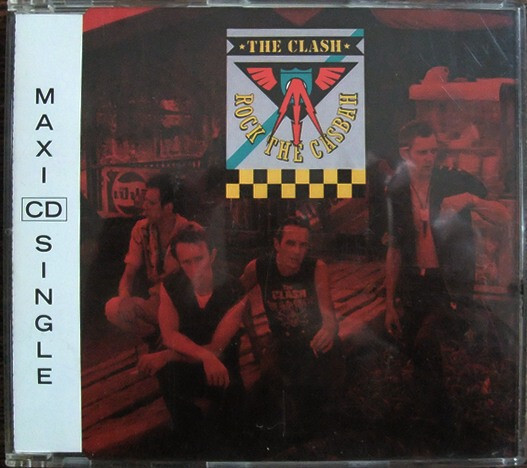 MAXI CD SINGLE
THE CLASH
ROCK THE CASBAH
THE CLASH